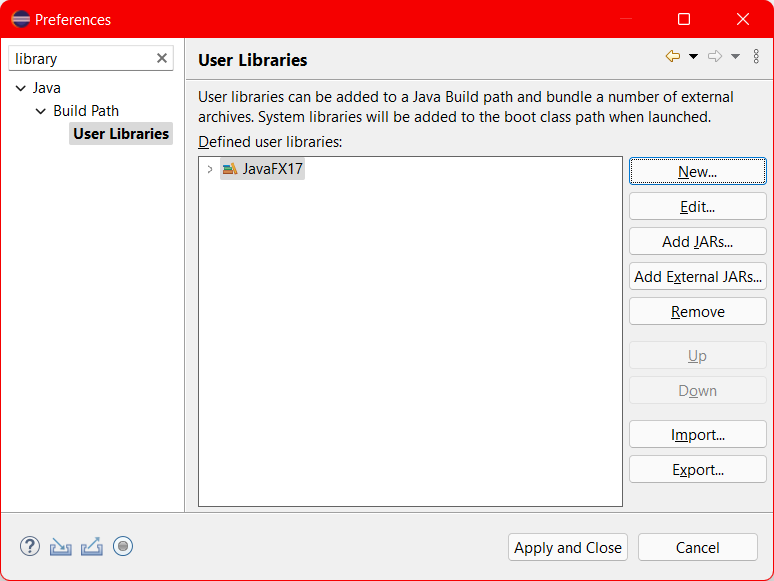 Preferences
library
User Libraries
Java
Build Path
User Libraries
User libraries can be added to a Java Build path and bundle a number of external
archives. System libraries will be added to the boot class path when launched.
Defined user libraries:
JavaFX17
New...
Edit...
Add JARs...
Add External JARs...
Remove
Up
Down
Import...
Export...
Apply and Close
Cancel